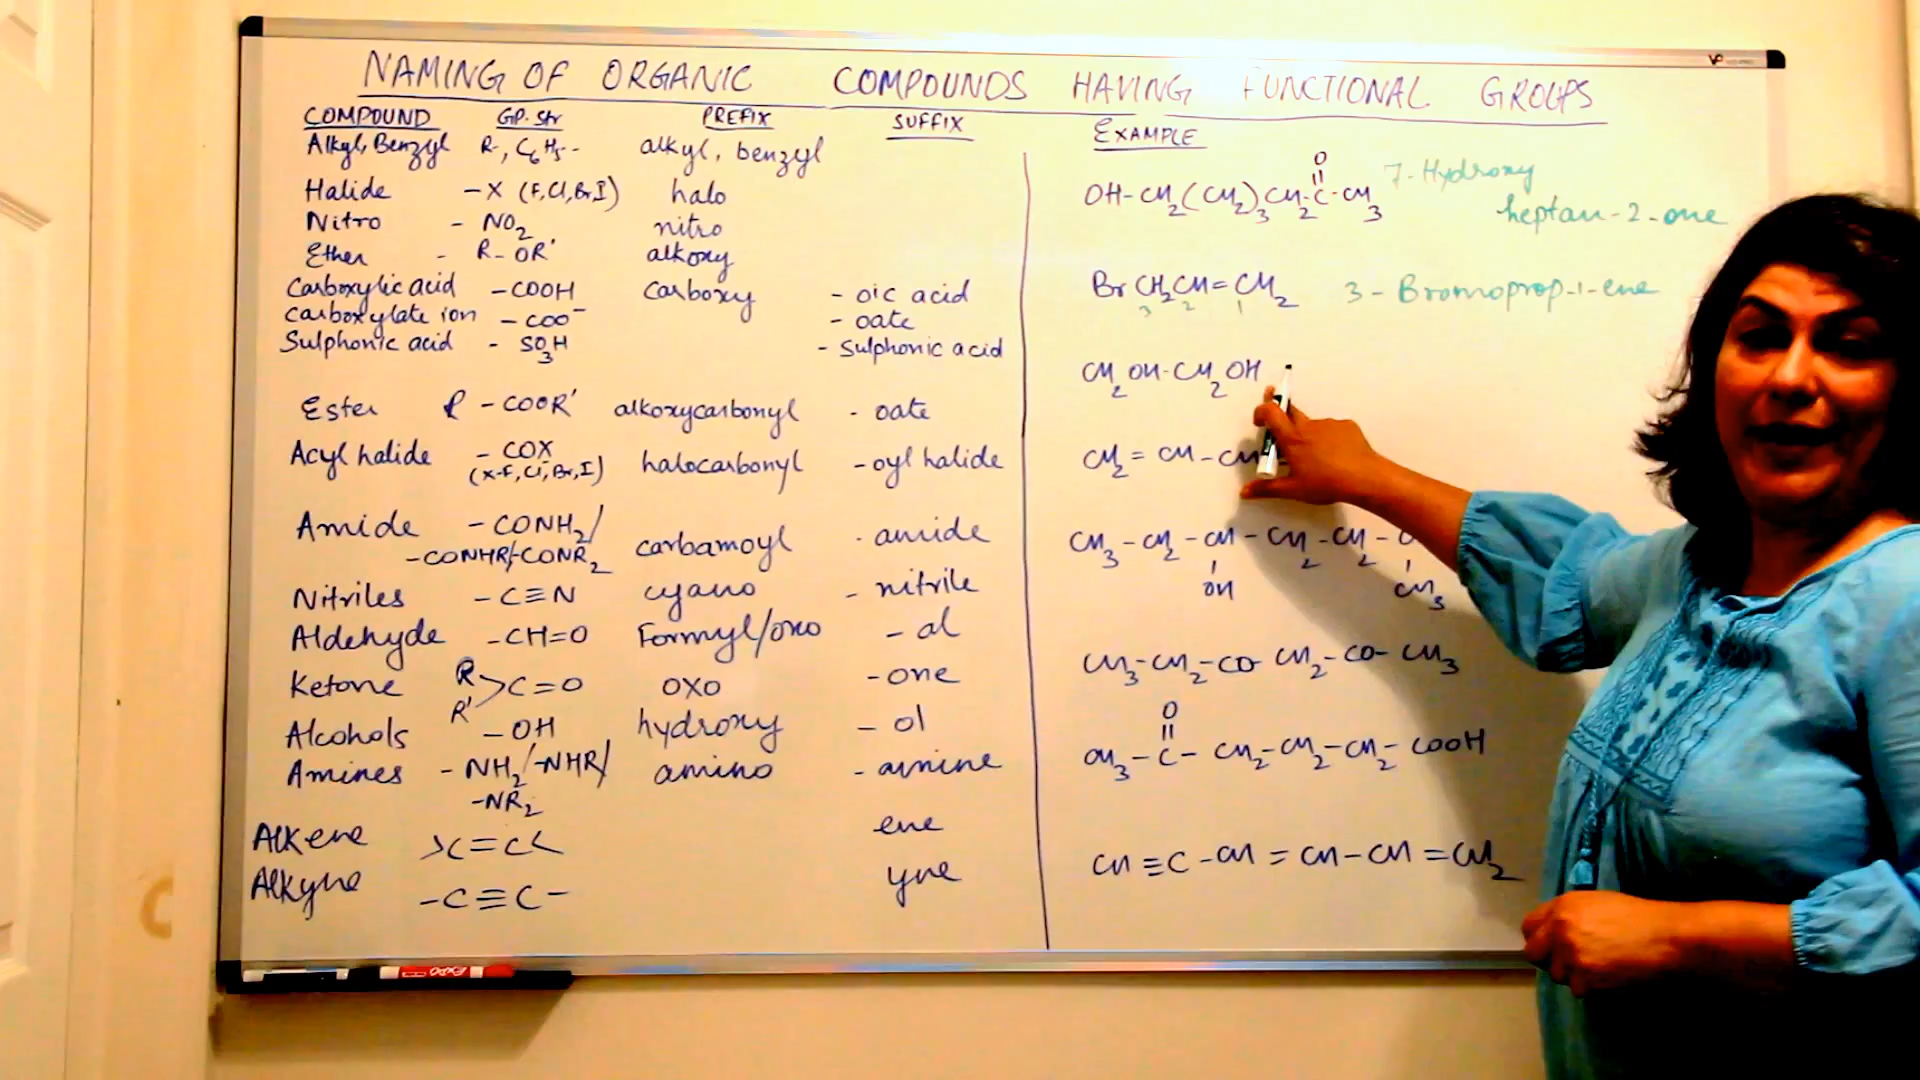 NAMING OF ORGANIC COMPOUNDS HAVING FUNCTIONAL GROUPS
COMPOUND GP. Str PREFIX SUFFIX
Alkyl, Benzyl R-, C₆H₅- alkyl, benzyl
Halide -X (F,Cl,Br,I) halo
Nitro - NO₂ nitro
Ether - R-OR' alkoxy
Carboxylic acid -COOH Carboxy - oic acid
Carboxylate ion -COO⁻ - oate
Sulphonic acid - SO₃H - Sulphonic acid
Ester R -COOR' alkoxycarbonyl - oate
Acyl halide -COX halocarbonyl -oyl halide
(X-F, Cl, Br, I)
Amide -CONH₂/ carbamoyl - amide
-CONHR/-CONR₂
Nitriles -C≡N cyano - nitrile
Aldehyde -CH=O Formyl/oxo - al
Ketone R R' >C=O oxo -one
Alcohols -OH hydroxy - ol
Amines -NH₂/-NHR/ amino -amine
-NR₂
Alkene >C=C< ene
Alkyne -C≡C- yne
EXAMPLE
O
||
OH-CH₂(CH₂)₃CH₂-C-CH₃ 7-Hydroxy
heptan-2-one
BrCH₂CH=CH₂ 3-Bromoprop-1-ene
3 2 1
CH₂OH-CH₂OH
CH₂=CH-CH
CH₃-CH₂-CH-CH₂-CH₂-
OH CH₃
CH₃-CH₂-CO-CH₂-CO-CH₃
O
||
CH₃-C-CH₂-CH₂-CH₂-COOH
CH≡C-CH=CH-CH=CH₂
EXPO